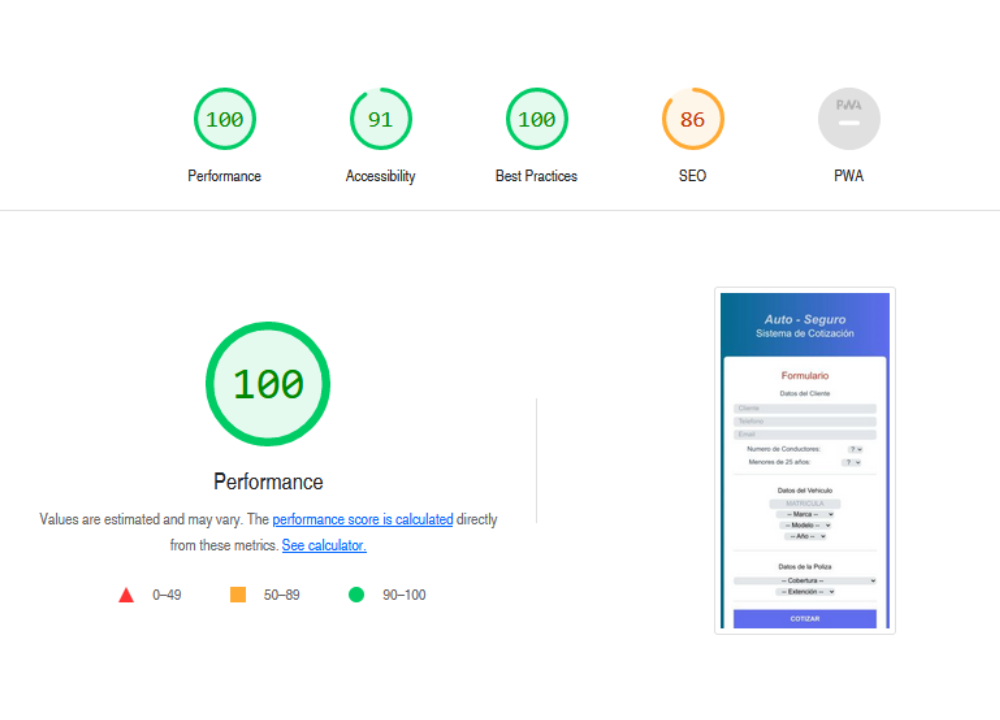 100
91
100
86
PWA
Performance
Accessibility
Best Practices
SEO
PWA
100
Performance
Values are estimated and may vary. The performance score is calculated directly
from these metrics. See calculator.
0–49
50–89
90–100
Auto - Seguro
Sistema de Cotización
Formulario
Datos del Cliente
Cliente
Telefono
Email
Numero de Conductores: ?
Menores de 25 años: ?
Datos del Vehículo
MATRICULA
-- Marca --
-- Modelo --
-- Año --
Datos de la Poliza
-- Cobertura --
-- Extención --
COTIZAR